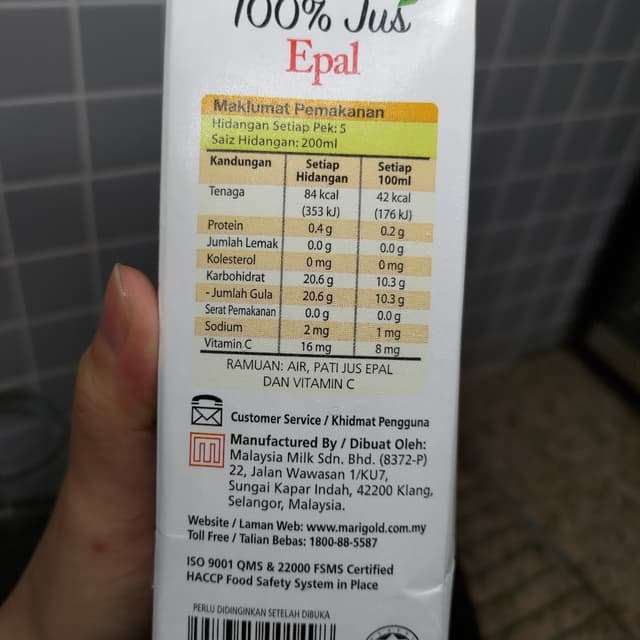 100% Jus
Epal
Maklumat Pemakanan
Hidangan Setiap Pek: 5
Saiz Hidangan: 200ml
Kandungan Setiap Hidangan Setiap 100ml
Tenaga 84 kcal (353 kJ) 42 kcal (176 kJ)
Protein 0.4 g 0.2 g
Jumlah Lemak 0.0 g 0.0 g
Kolesterol 0 mg 0 mg
Karbohidrat 20.6 g 10.3 g
- Jumlah Gula 20.6 g 10.3 g
Serat Pemakanan 0.0 g 0.0 g
Sodium 2 mg 1 mg
Vitamin C 16 mg 8 mg
RAMUAN: AIR, PATI JUS EPAL
DAN VITAMIN C
Customer Service / Khidmat Pengguna
Manufactured By / Dibuat Oleh:
Malaysia Milk Sdn. Bhd. (8372-P)
22, Jalan Wawasan 1/KU7,
Sungai Kapar Indah, 42200 Klang,
Selangor, Malaysia.
Website / Laman Web: www.marigold.com.my
Toll Free / Talian Bebas: 1800-88-5587
ISO 9001 QMS & 22000 FSMS Certified
HACCP Food Safety System in Place
PERLU DIDINGINKAN SETELAH DIBUKA